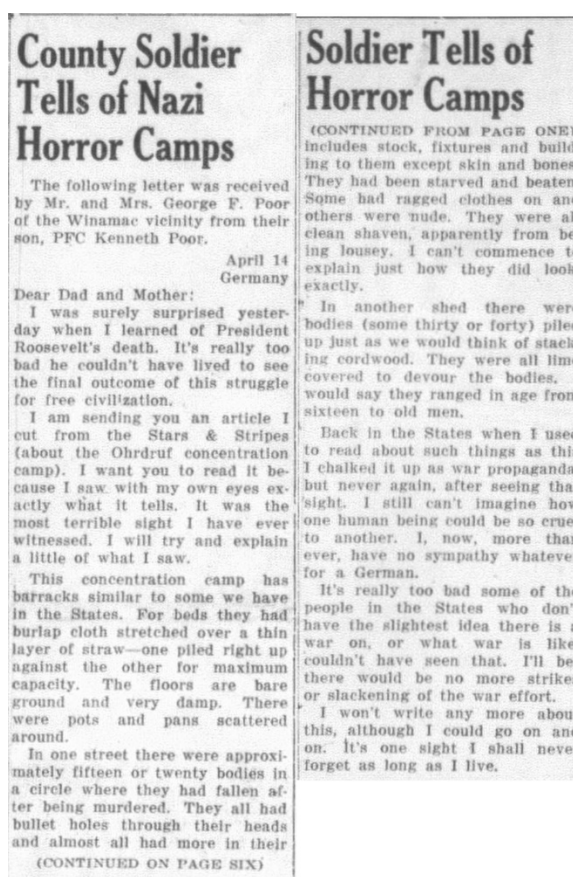 County Soldier
Tells of Nazi
Horror Camps
The following letter was received
by Mr. and Mrs. George F. Poor
of the Winamac vicinity from their
son, PFC Kenneth Poor.
April 14
Germany
Dear Dad and Mother:
I was surely surprised yester-
day when I learned of President
Roosevelt's death. It's really too
bad he couldn't have lived to see
the final outcome of this struggle
for free civilization.
I am sending you an article I
cut from the Stars & Stripes
(about the Ohrdruf concentration
camp). I want you to read it be-
cause I saw with my own eyes ex-
actly what it tells. It was the
most terrible sight I have ever
witnessed. I will try and explain
a little of what I saw.
This concentration camp has
barracks similar to some we have
in the States. For beds they had
burlap cloth stretched over a thin
layer of straw—one piled right up
against the other for maximum
capacity. The floors are bare
ground and very damp. There
were pots and pans scattered
around.
In one street there were approxi-
mately fifteen or twenty bodies in
a circle where they had fallen af-
ter being murdered. They all had
bullet holes through their heads
and almost all had more in their
(CONTINUED ON PAGE SIX)
Soldier Tells of
Horror Camps
(CONTINUED FROM PAGE ONE)
includes stock, fixtures and build
ing to them except skin and bones
They had been starved and beaten
Some had ragged clothes on an
others were nude. They were al
clean shaven, apparently from be
ing lousey. I can't commence t
explain just how they did look
exactly.
In another shed there wer
bodies (some thirty or forty) pile
up just as we would think of stack
ing cordwood. They were all lime
covered to devour the bodies.
would say they ranged in age from
sixteen to old men.
Back in the States when I use
to read about such things as thi
I chalked it up as war propaganda
but never again, after seeing tha
sight. I still can't imagine how
one human being could be so crue
to another. I, now, more tha
ever, have no sympathy whateve
for a German.
It's really too bad some of th
people in the States who don'
have the slightest idea there is a
war on, or what war is like
couldn't have seen that. I'll be
there would be no more strike
or slackening of the war effort.
I won't write any more abou
this, although I could go on an
on. It's one sight I shall neve
forget as long as I live.